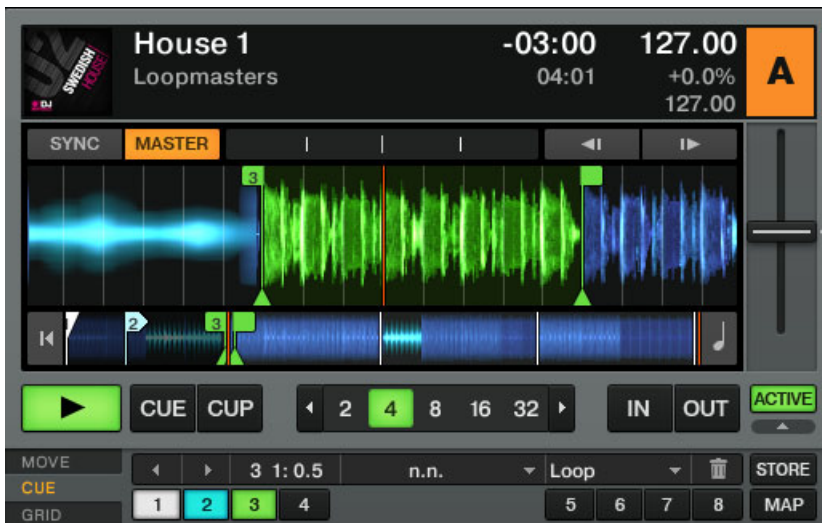 House 1 -03:00 127.00 A
Loopmasters 04:01 +0.0%
127.00
02 SWEDISH HOUSE
DJ
SYNC MASTER
3
2 3
CUE CUP 2 4 8 16 32 IN OUT ACTIVE
MOVE 3 1: 0.5 n.n. Loop STORE
CUE
GRID 1 2 3 4 5 6 7 8 MAP